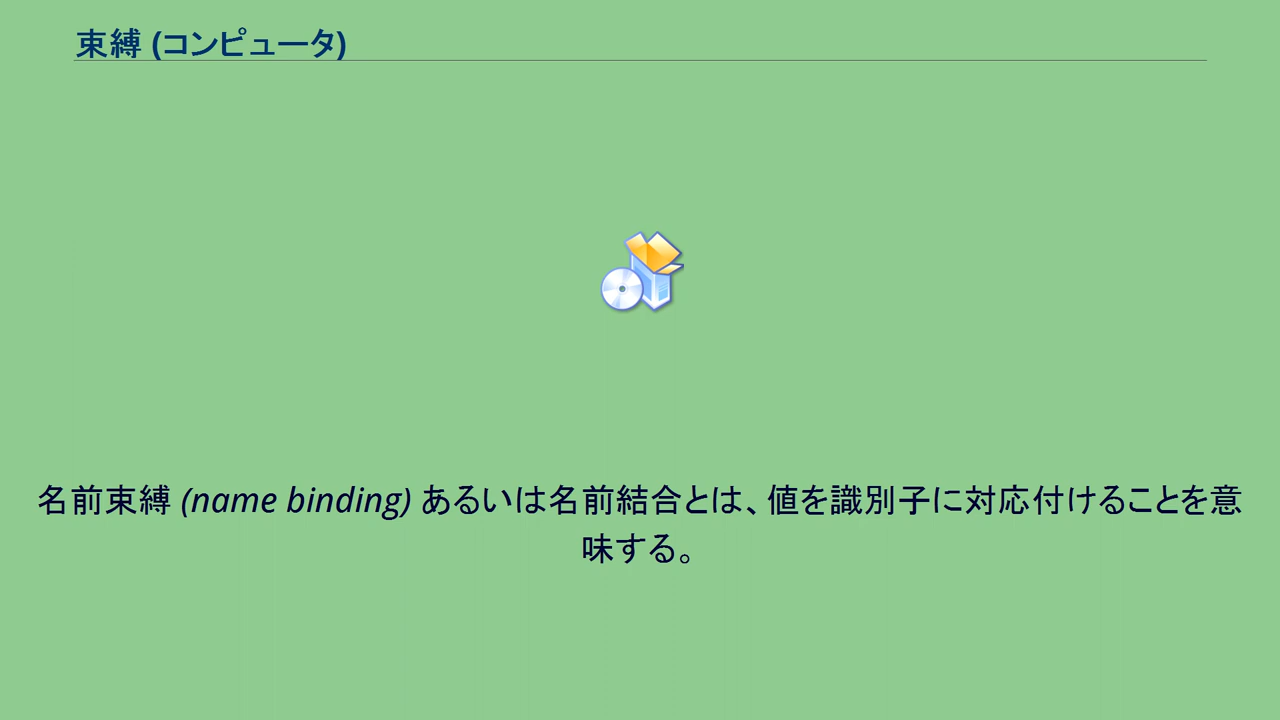 束縛 (コンピュータ)
名前束縛 (name binding) あるいは名前結合とは、値を識別子に対応付けることを意
味する。